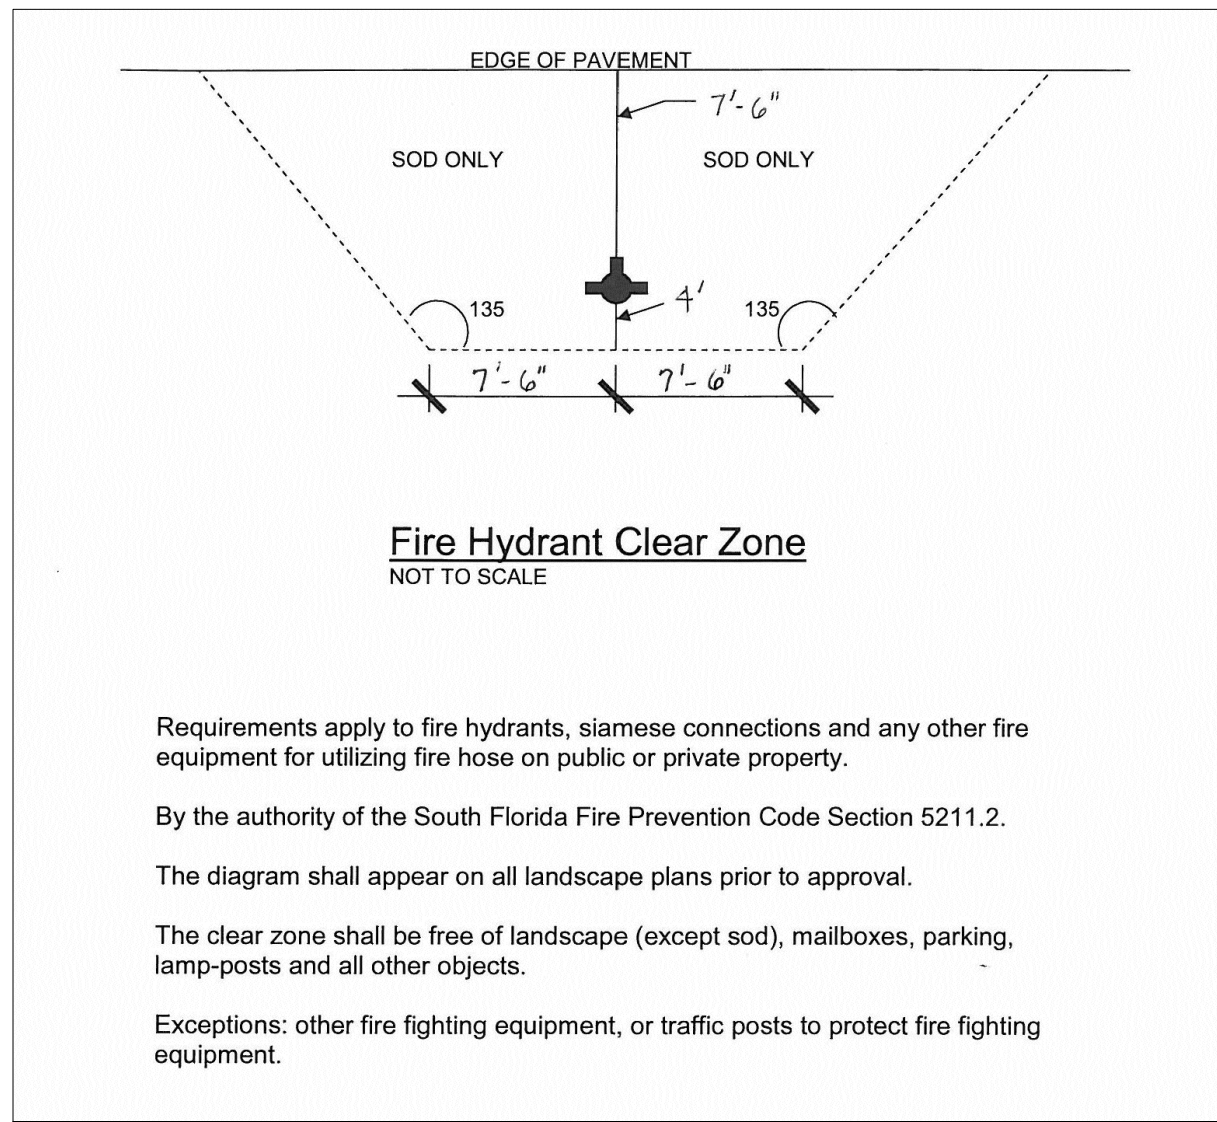 EDGE OF PAVEMENT
7'-6"
SOD ONLY
SOD ONLY
4'
135
135
7'-6"
7'-6"
Fire Hydrant Clear Zone
NOT TO SCALE
Requirements apply to fire hydrants, siamese connections and any other fire
equipment for utilizing fire hose on public or private property.
By the authority of the South Florida Fire Prevention Code Section 5211.2.
The diagram shall appear on all landscape plans prior to approval.
The clear zone shall be free of landscape (except sod), mailboxes, parking,
lamp-posts and all other objects.
Exceptions: other fire fighting equipment, or traffic posts to protect fire fighting
equipment.